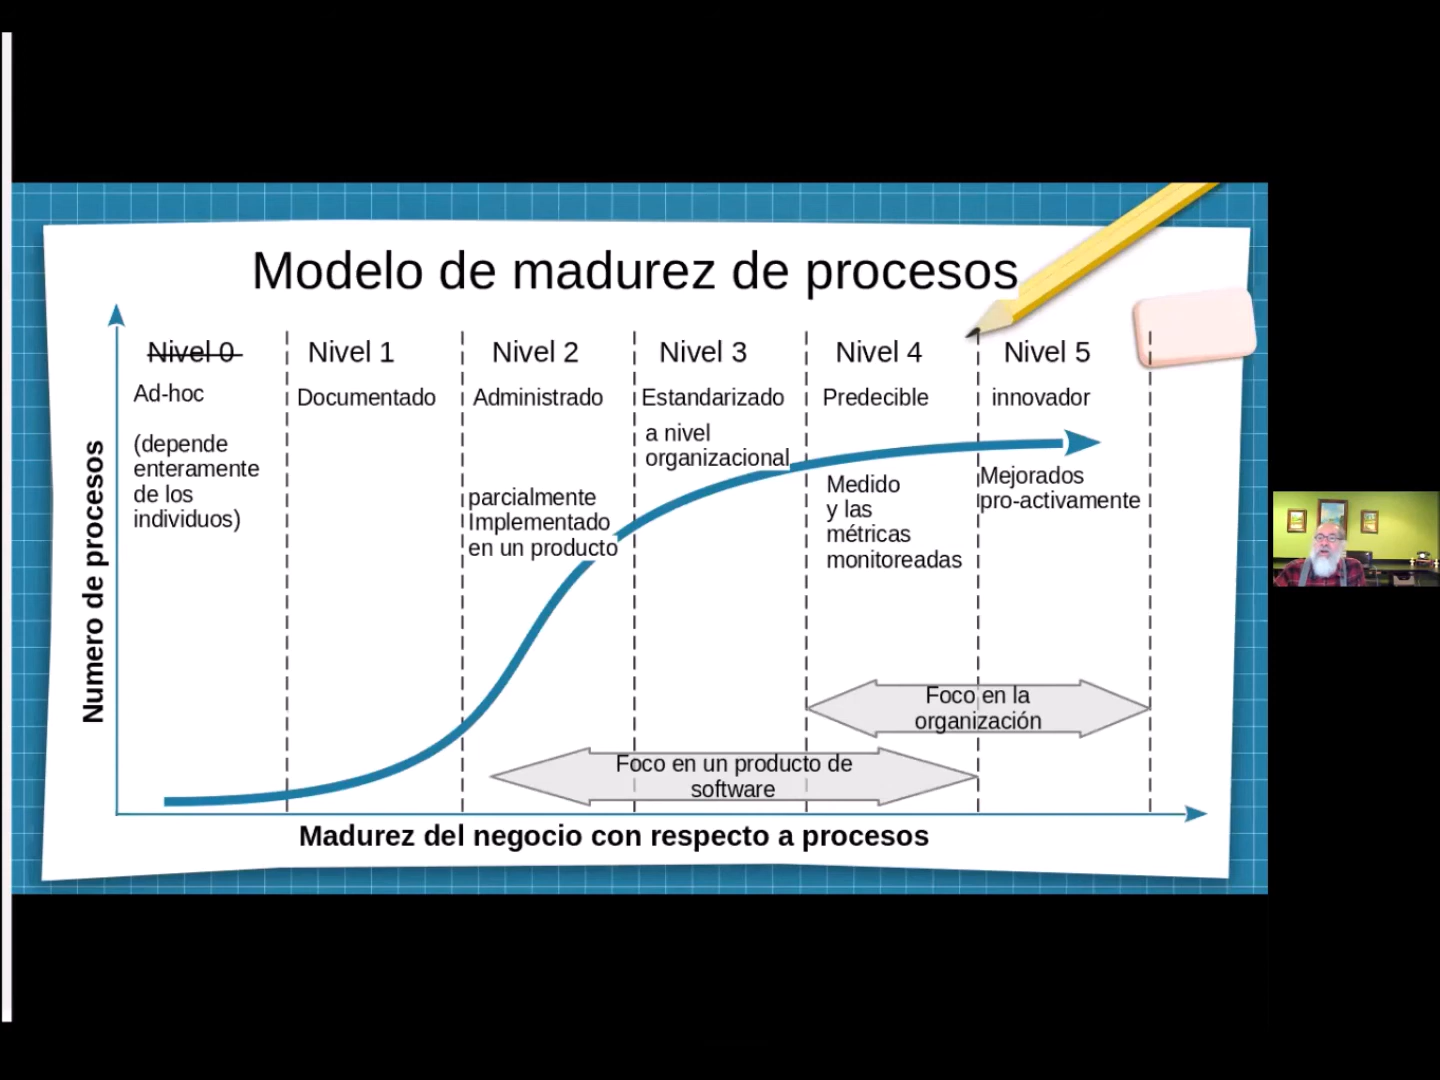 Modelo de madurez de procesos
Nivel 0
Ad-hoc
(depende
enteramente
de los
individuos)
Nivel 1
Documentado
Nivel 2
Administrado
parcialmente
Implementado
en un producto
Nivel 3
Estandarizado
a nivel
organizacional
Nivel 4
Predecible
Medido
y las
métricas
monitoreadas
Nivel 5
innovador
Mejorados
pro-activamente
Foco en la
organización
Foco en un producto de
software
Numero de procesos
Madurez del negocio con respecto a procesos